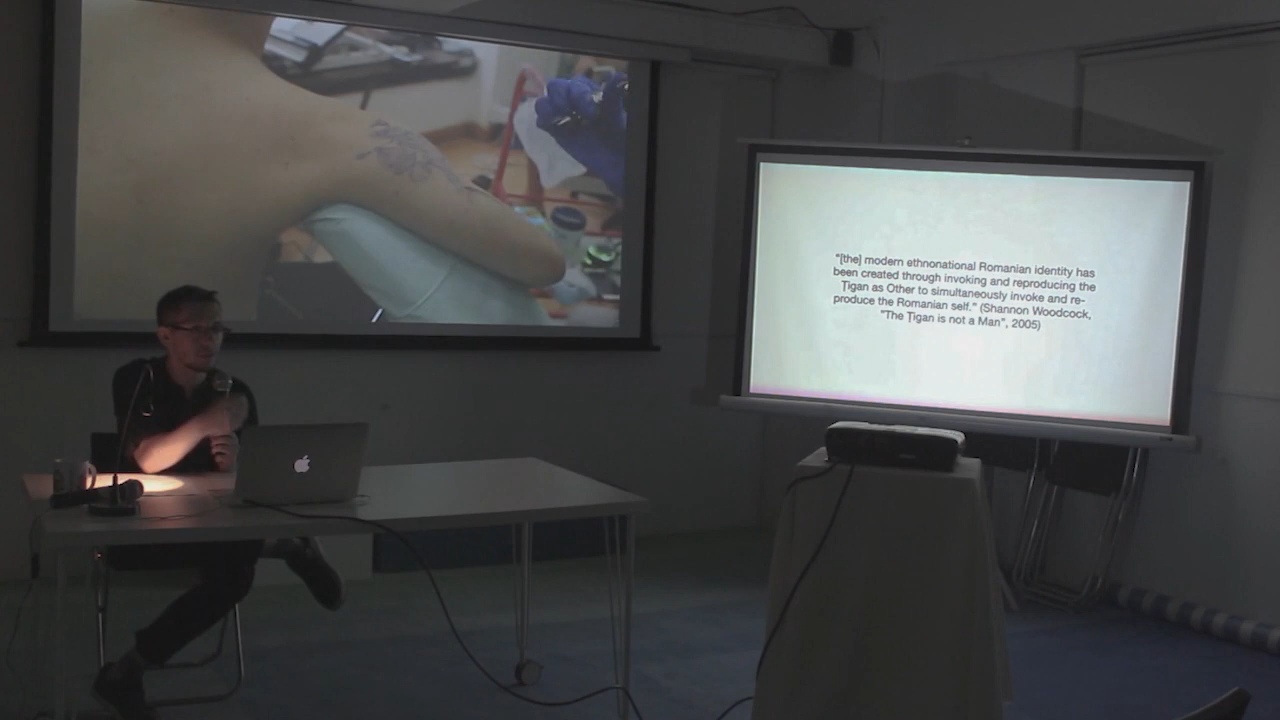 “[the] modern ethnonational Romanian identity has
been created through invoking and reproducing the
Țigan as Other to simultaneously invoke and re-
produce the Romanian self.” (Shannon Woodcock,
"The Țigan is not a Man", 2005)